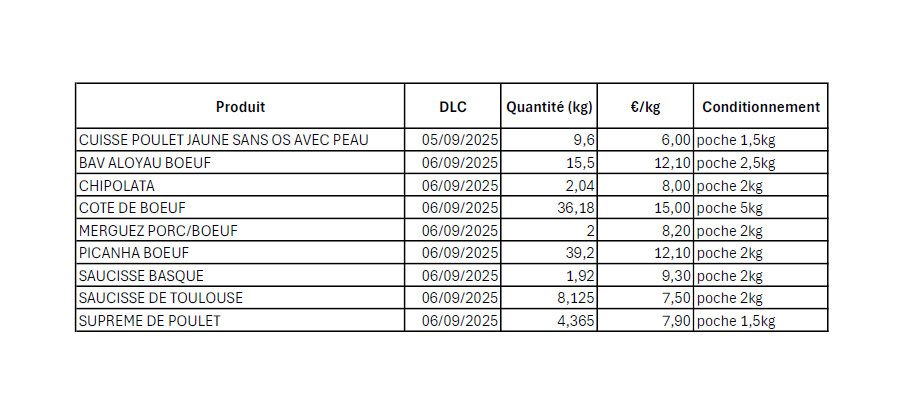 Produit DLC Quantité (kg) €/kg Conditionnement
CUISSE POULET JAUNE SANS OS AVEC PEAU 05/09/2025 9,6 6,00 poche 1,5kg
BAV ALOYAU BOEUF 06/09/2025 15,5 12,10 poche 2,5kg
CHIPOLATA 06/09/2025 2,04 8,00 poche 2kg
COTE DE BOEUF 06/09/2025 36,18 15,00 poche 5kg
MERGUEZ PORC/BOEUF 06/09/2025 2 8,20 poche 2kg
PICANHA BOEUF 06/09/2025 39,2 12,10 poche 2kg
SAUCISSE BASQUE 06/09/2025 1,92 9,30 poche 2kg
SAUCISSE DE TOULOUSE 06/09/2025 8,125 7,50 poche 2kg
SUPREME DE POULET 06/09/2025 4,365 7,90 poche 1,5kg